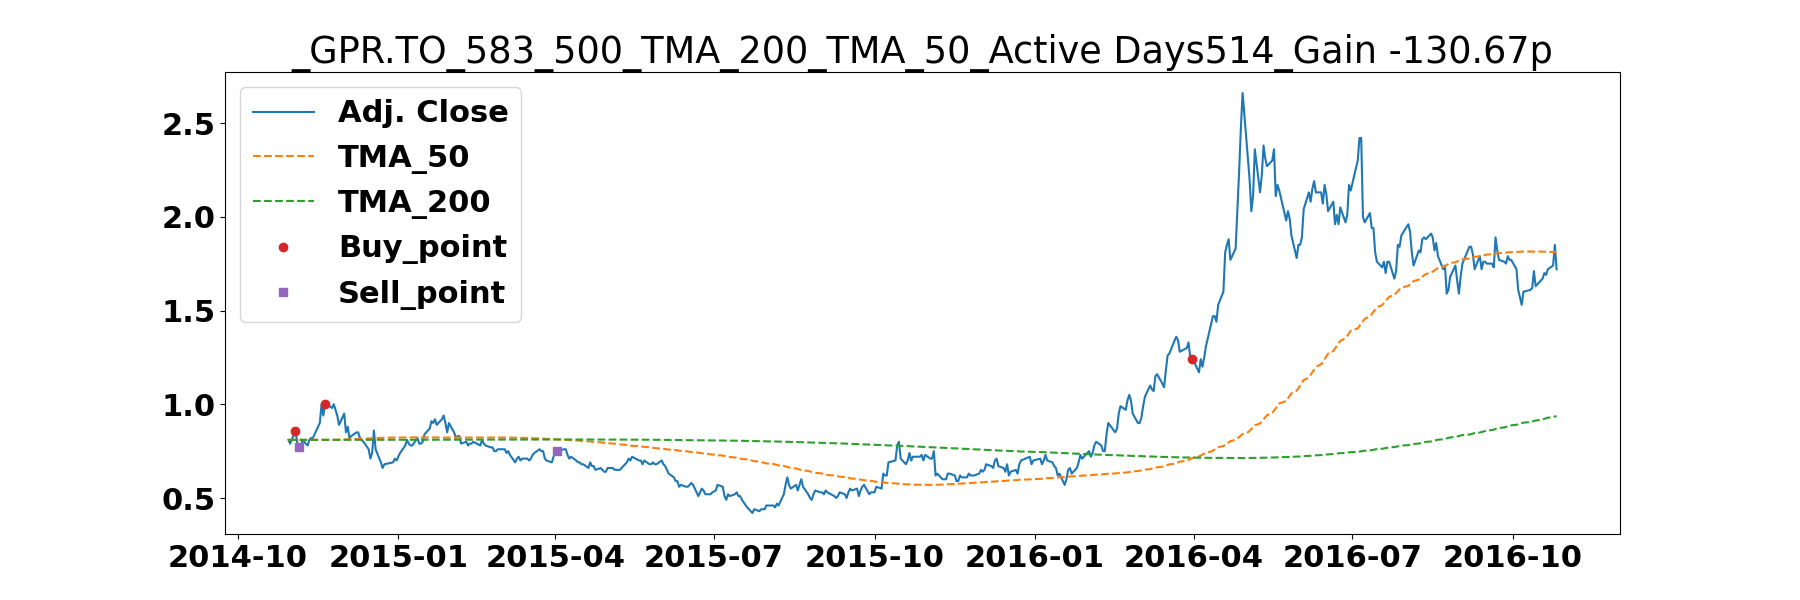 _GPR.TO_583_500_TMA_200_TMA_50_Active Days514_Gain -130.67p
Adj. Close
TMA_50
TMA_200
Buy_point
Sell_point
2.5
2.0
1.5
1.0
0.5
2014-10 2015-01 2015-04 2015-07 2015-10 2016-01 2016-04 2016-07 2016-10